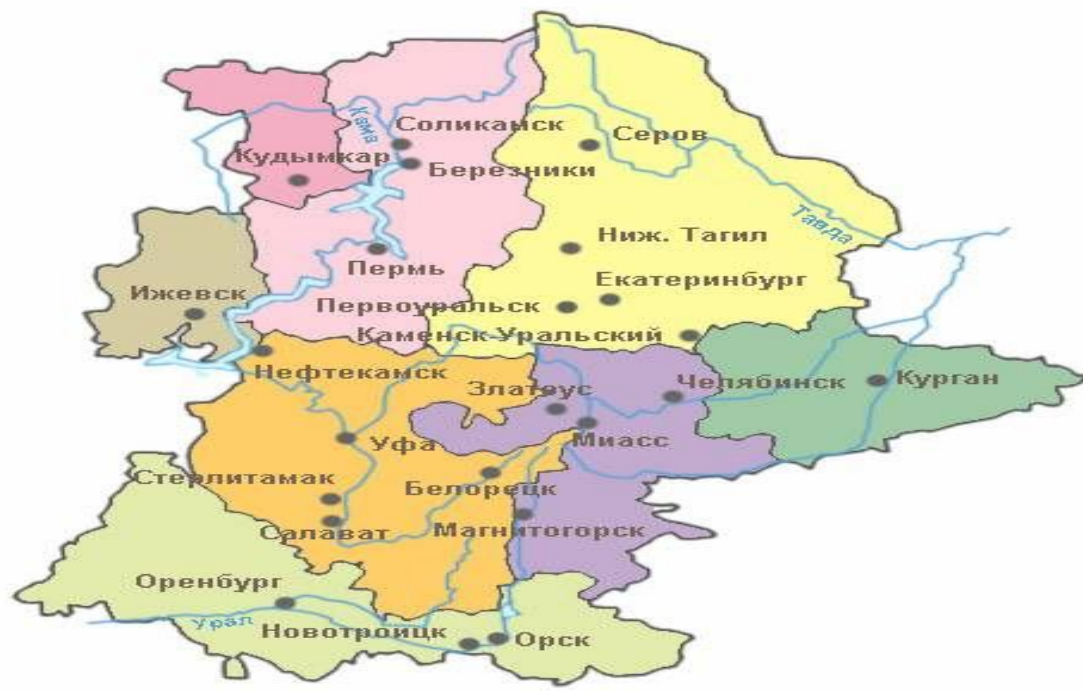 Кама
Соликамск
Серов
Кудымкар
Березники
Тавда
Ниж. Тагил
Пермь
Екатеринбург
Ижевск
Первоуральск
Каменск-Уральский
Нефтекамск
Златоус
Челябинск
Курган
Уфа
Миасс
Стерлитамак
Белорецк
Салават
Магнитогорск
Оренбург
Урал
Новотроицк
Орск